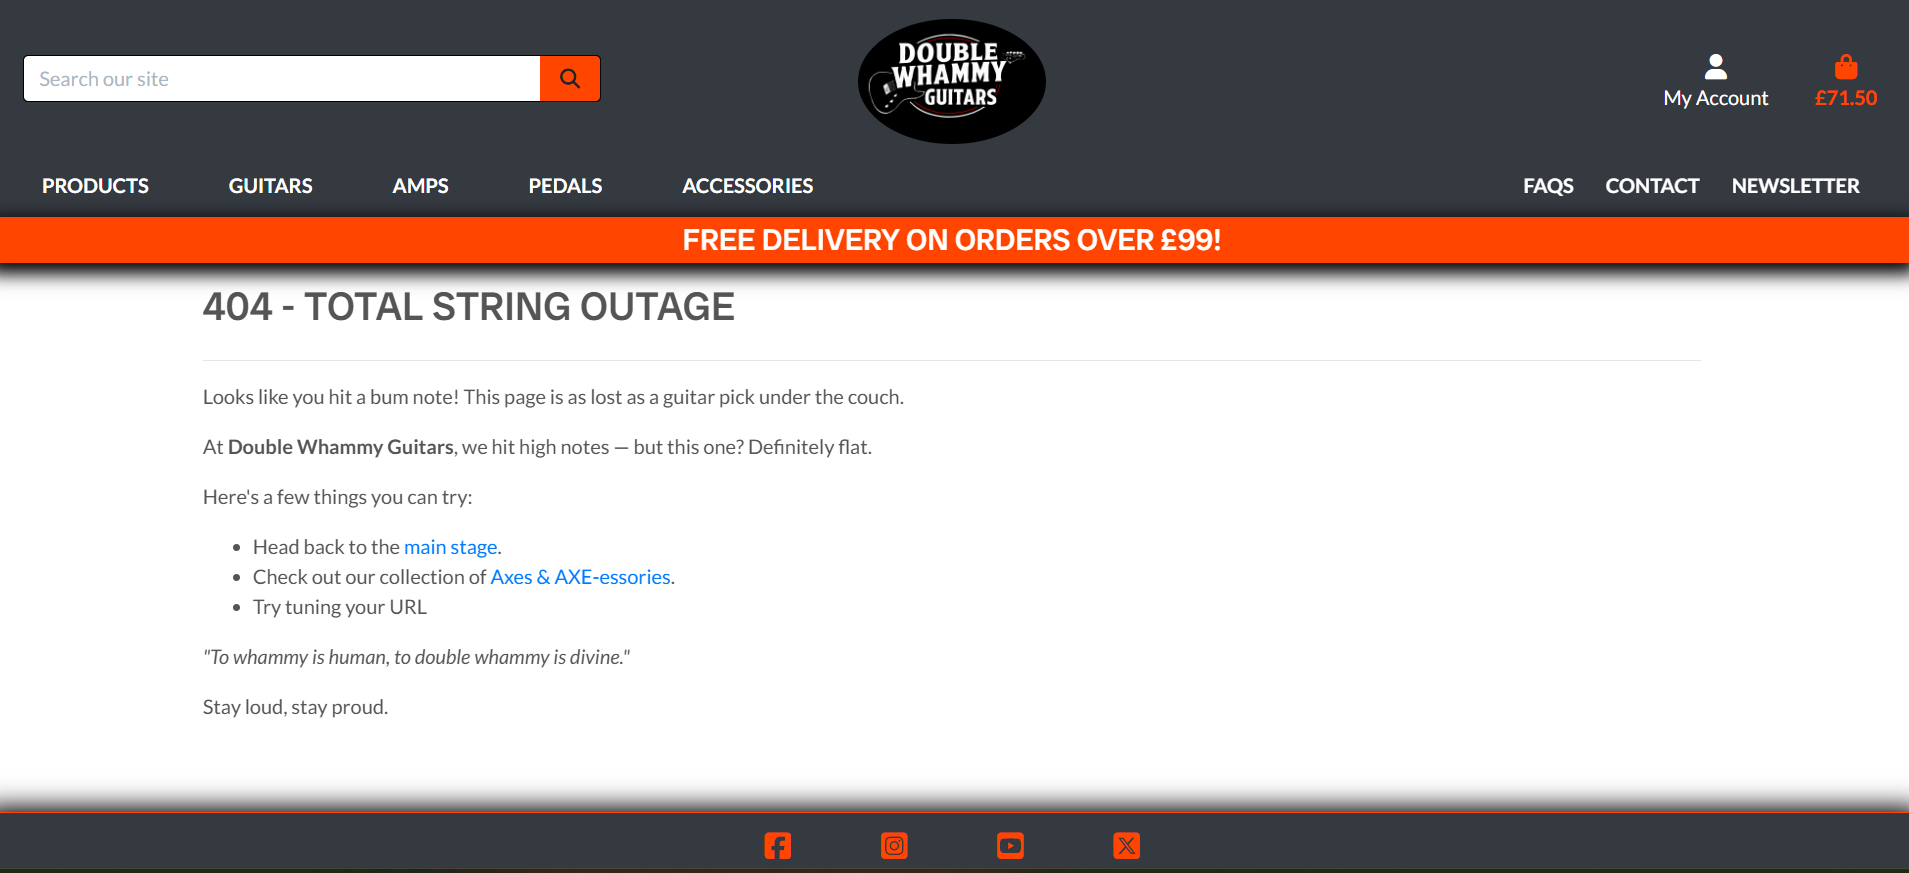 Search our site
DOUBLE
WHAMMY
GUITARS
My Account
£71.50
PRODUCTS
GUITARS
AMPS
PEDALS
ACCESSORIES
FAQS
CONTACT
NEWSLETTER
FREE DELIVERY ON ORDERS OVER £99!
404 - TOTAL STRING OUTAGE
Looks like you hit a bum note! This page is as lost as a guitar pick under the couch.
At Double Whammy Guitars, we hit high notes — but this one? Definitely flat.
Here's a few things you can try:
• Head back to the main stage.
• Check out our collection of Axes & AXE-essories.
• Try tuning your URL
"To whammy is human, to double whammy is divine."
Stay loud, stay proud.